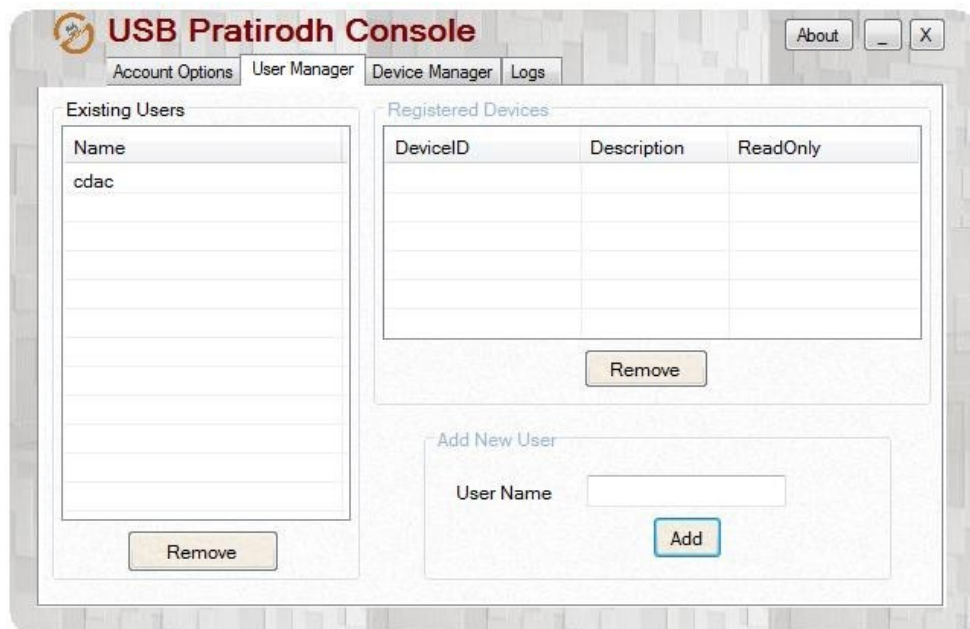 USB Pratirodh Console
About
_
X
Account Options
User Manager
Device Manager
Logs
Existing Users
Name
cdac
Remove
Registered Devices
DeviceID
Description
ReadOnly
Remove
Add New User
User Name
Add